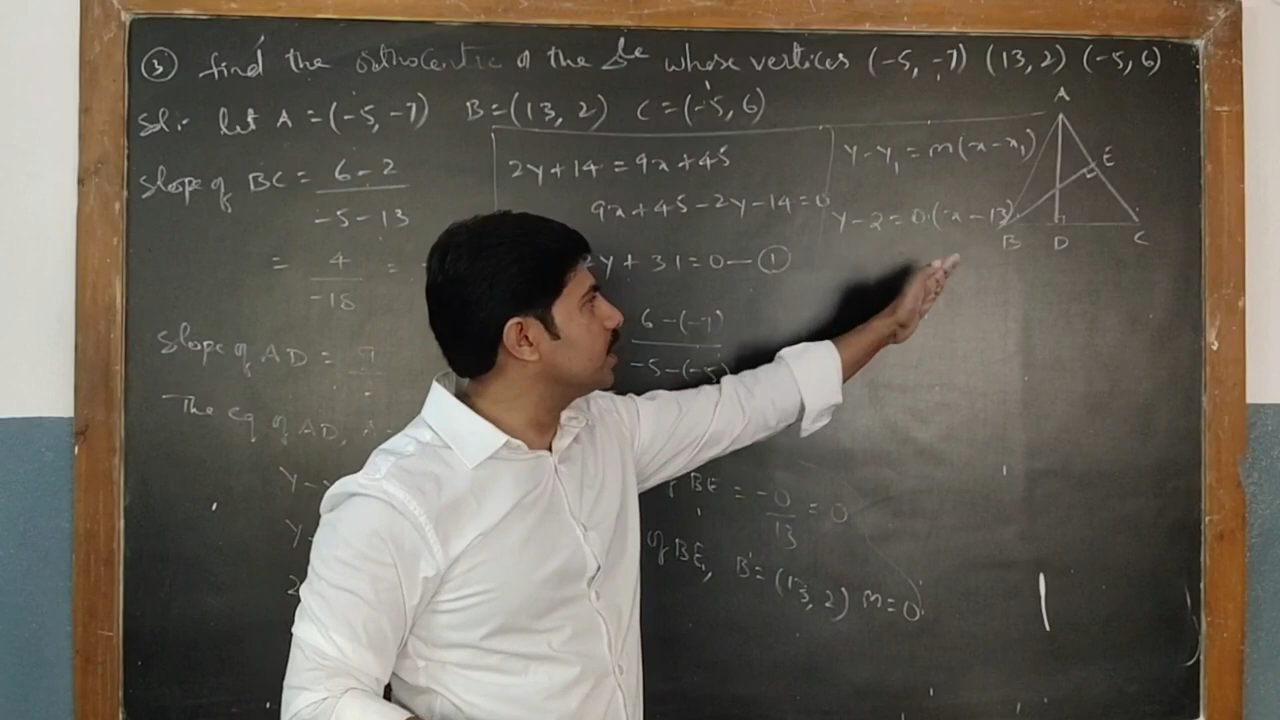 ③ find the orthocentre of the Δle whose vertices (-5, -7) (13, 2) (-5, 6)
Sol:- let A = (-5, -7) B = (13, 2) C = (-5, 6)
Slope of BC = 6 - 2 / -5 - 13
= 4 / -18 =
Slope of AD = 9
The eq of AD, A
Y -
Y -
2
2y + 14 = 9x + 45
9x + 45 - 2y - 14 = 0
2y + 31 = 0 — ①
6 - (-7) / -5 - (-5)
BE = -0 / 13 = 0
of BE, B = (13, 2) m = 0
y - y₁ = m(x - x₁)
y - 2 = 0 (x - 13)
A
E
B D C